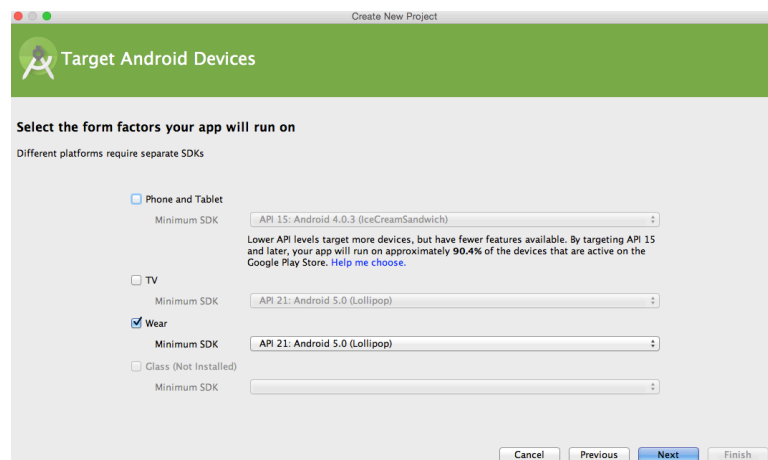 Create New Project
Target Android Devices
Select the form factors your app will run on
Different platforms require separate SDKs
Phone and Tablet
Minimum SDK API 15: Android 4.0.3 (IceCreamSandwich)
Lower API levels target more devices, but have fewer features available. By targeting API 15
and later, your app will run on approximately 90.4% of the devices that are active on the
Google Play Store. Help me choose.
TV
Minimum SDK API 21: Android 5.0 (Lollipop)
Wear
Minimum SDK API 21: Android 5.0 (Lollipop)
Glass (Not Installed)
Minimum SDK
Cancel Previous Next Finish